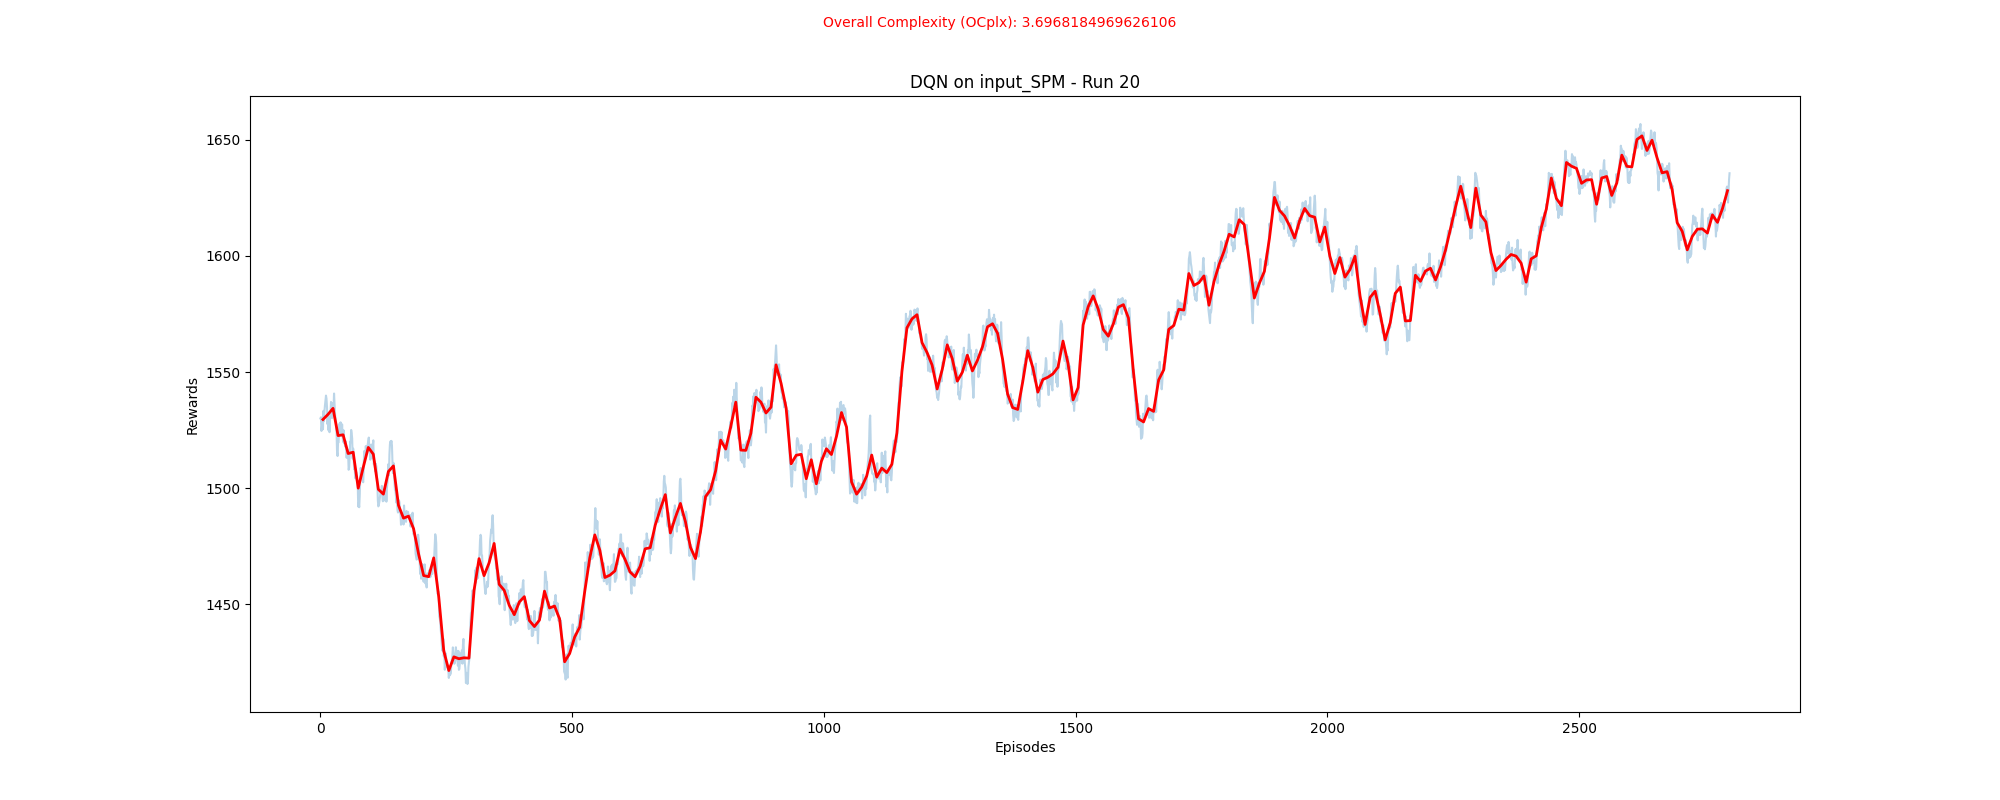 Overall Complexity (OCplx): 3.6968184969626106
DQN on input_SPM - Run 20
Rewards
1650
1600
1550
1500
1450
0 500 1000 1500 2000 2500
Episodes